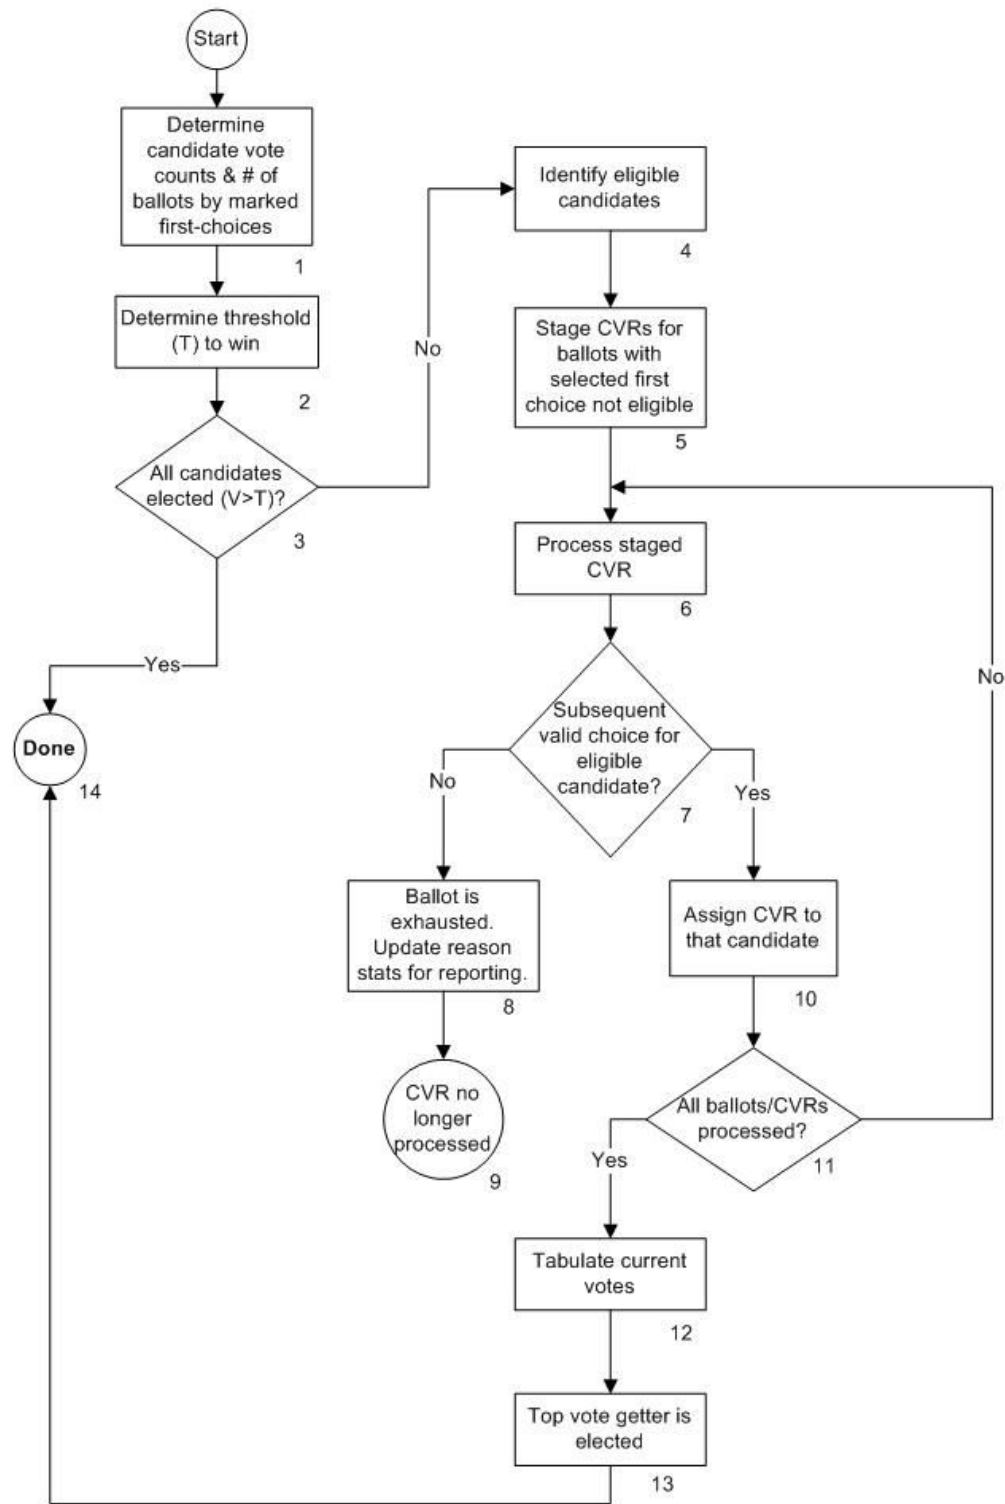 Start
Determine
candidate vote
counts & # of
ballots by marked
first-choices
1
Determine threshold
(T) to win
2
All candidates
elected (V>T)?
3
No
Yes
Done
14
Identify eligible
candidates
4
Stage CVRs for
ballots with
selected first
choice not eligible
5
Process staged
CVR
6
Subsequent
valid choice for
eligible
candidate?
7
No
Yes
Ballot is
exhausted.
Update reason
stats for reporting.
8
CVR no
longer
processed
9
Assign CVR to
that candidate
10
All ballots/CVRs
processed?
11
No
Yes
Tabulate current
votes
12
Top vote getter is
elected
13